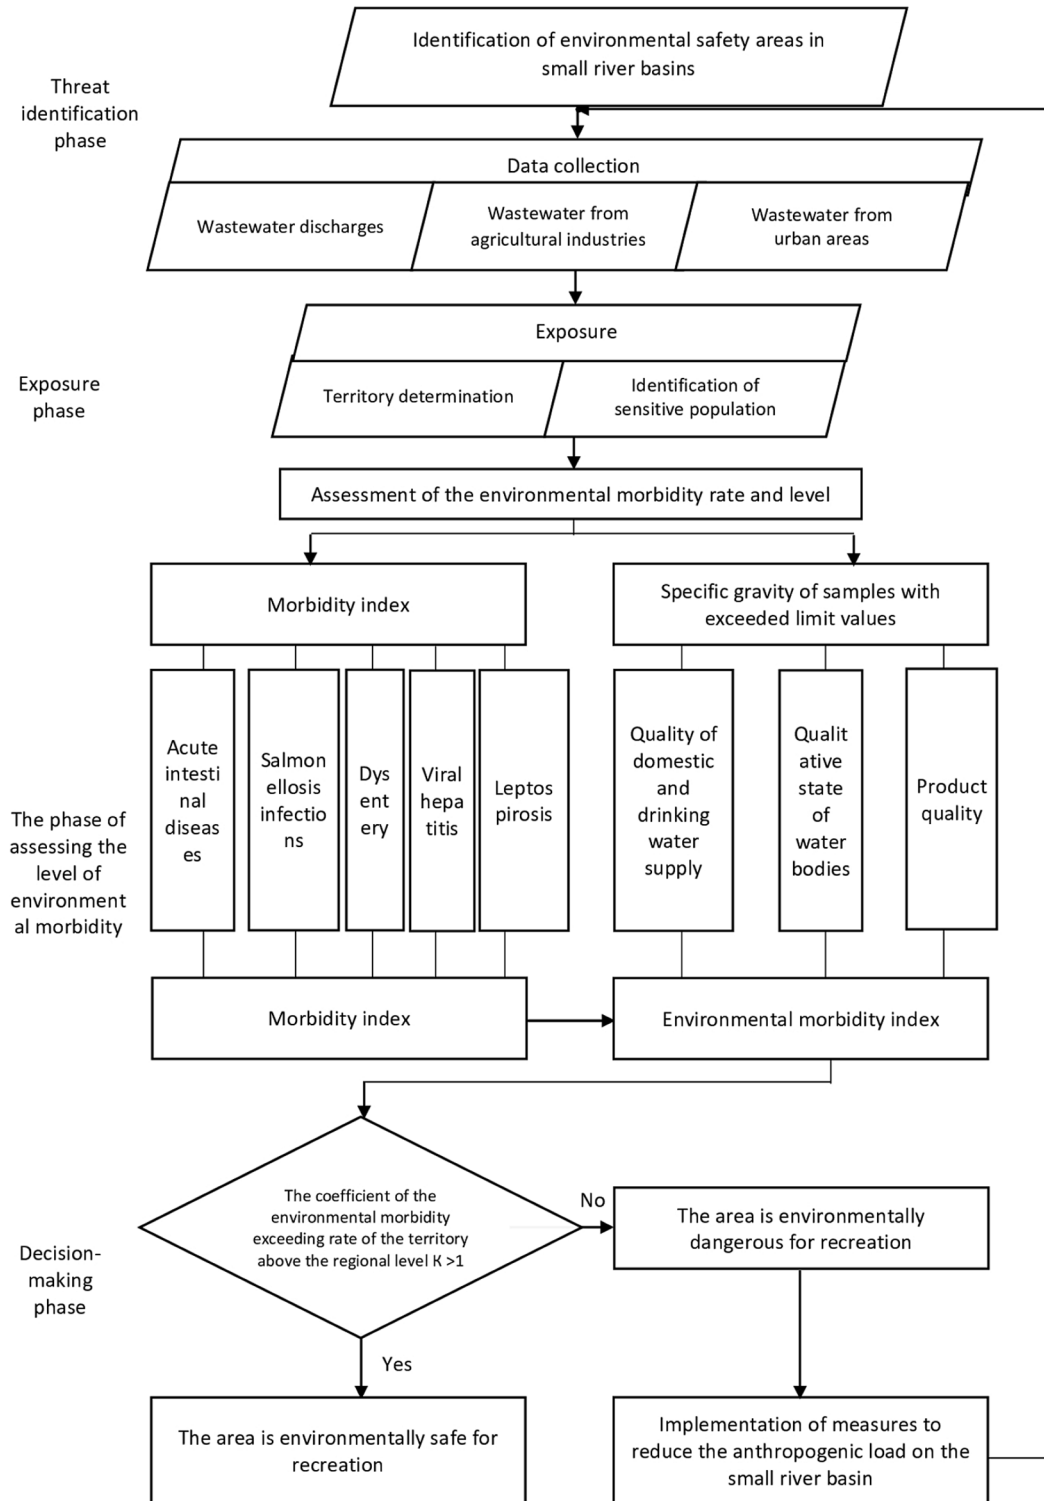 Identification of environmental safety areas in
small river basins
Threat
identification
phase
Data collection
Wastewater discharges
Wastewater from
agricultural industries
Wastewater from
urban areas
Exposure
phase
Exposure
Territory determination
Identification of
sensitive population
Assessment of the environmental morbidity rate and level
Morbidity index
Specific gravity of samples with
exceeded limit values
The phase of
assessing the
level of
environment
al morbidity
Acute
intesti
nal
diseas
es
Salmon
ellosis
infectio
ns
Dys
ent
ery
Viral
hepa
titis
Leptos
pirosis
Quality of
domestic
and
drinking
water
supply
Qualit
ative
state
of
water
bodies
Product
quality
Morbidity index
Environmental morbidity index
Decision-
making
phase
The coefficient of the
environmental morbidity
exceeding rate of the territory
above the regional level K >1
No
The area is environmentally
dangerous for recreation
Yes
The area is environmentally safe for
recreation
Implementation of measures to
reduce the anthropogenic load on the
small river basin